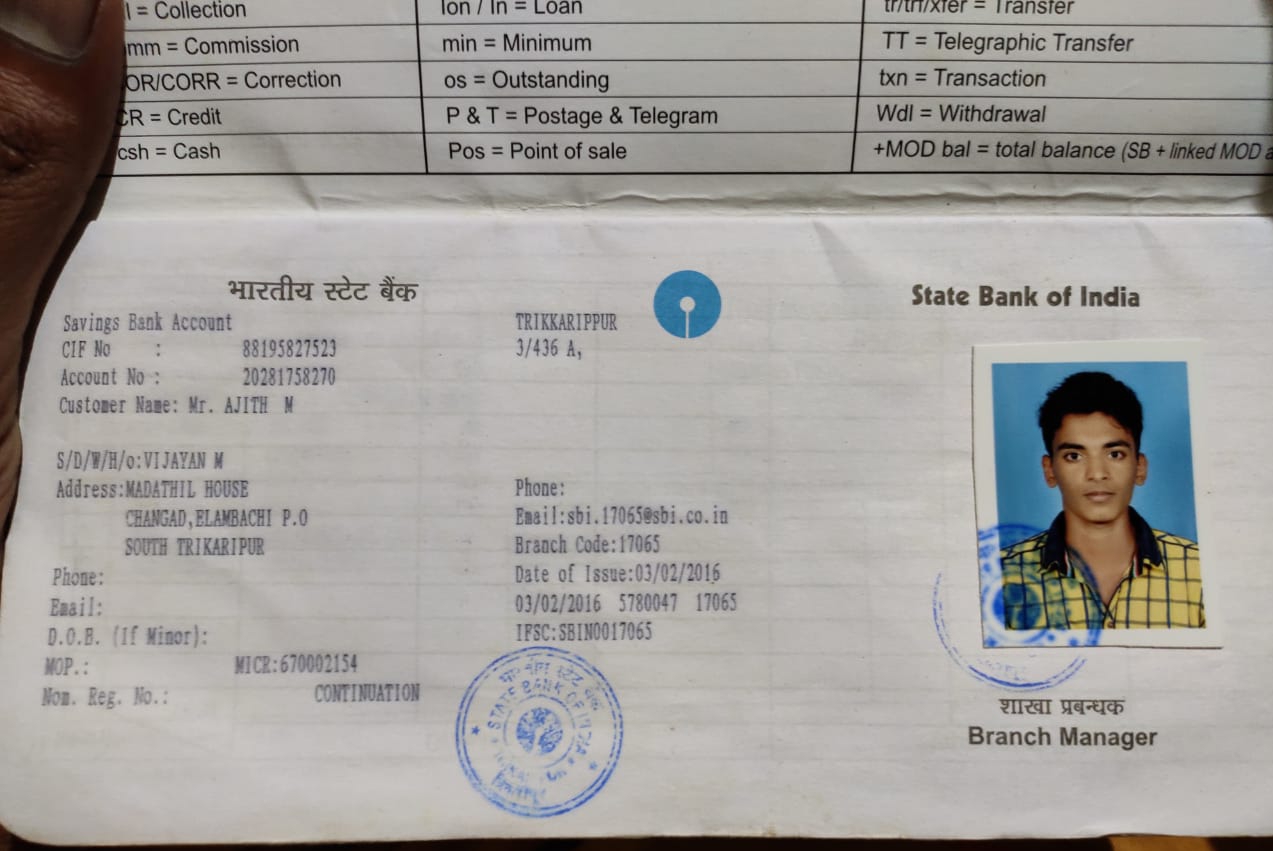 l = Collection
lon / ln = Loan
tr/trf/xfer = Transfer
mm = Commission
min = Minimum
TT = Telegraphic Transfer
OR/CORR = Correction
os = Outstanding
txn = Transaction
CR = Credit
P & T = Postage & Telegram
Wdl = Withdrawal
csh = Cash
Pos = Point of sale
+MOD bal = total balance (SB + linked MOD a
भारतीय स्टेट बैंक
State Bank of India
Savings Bank Account
CIF No : 88195827523
Account No : 20281758270
Customer Name: Mr. AJITH M
S/D/W/H/o:VIJAYAN M
Address:MADATHIL HOUSE
CHANGAD,ELAMBACHI P.O
SOUTH TRIKARIPUR
Phone:
Email:
D.O.B. (If Minor):
MOP.: MICR:670002154
Nom. Reg. No.: CONTINUATION
TRIKKARIPPUR
3/436 A,
Phone:
Email:sbi.17065@sbi.co.in
Branch Code:17065
Date of Issue:03/02/2016
03/02/2016 5780047 17065
IFSC:SBIN0017065
STATE BANK OF INDIA
शाखा प्रबन्धक
Branch Manager